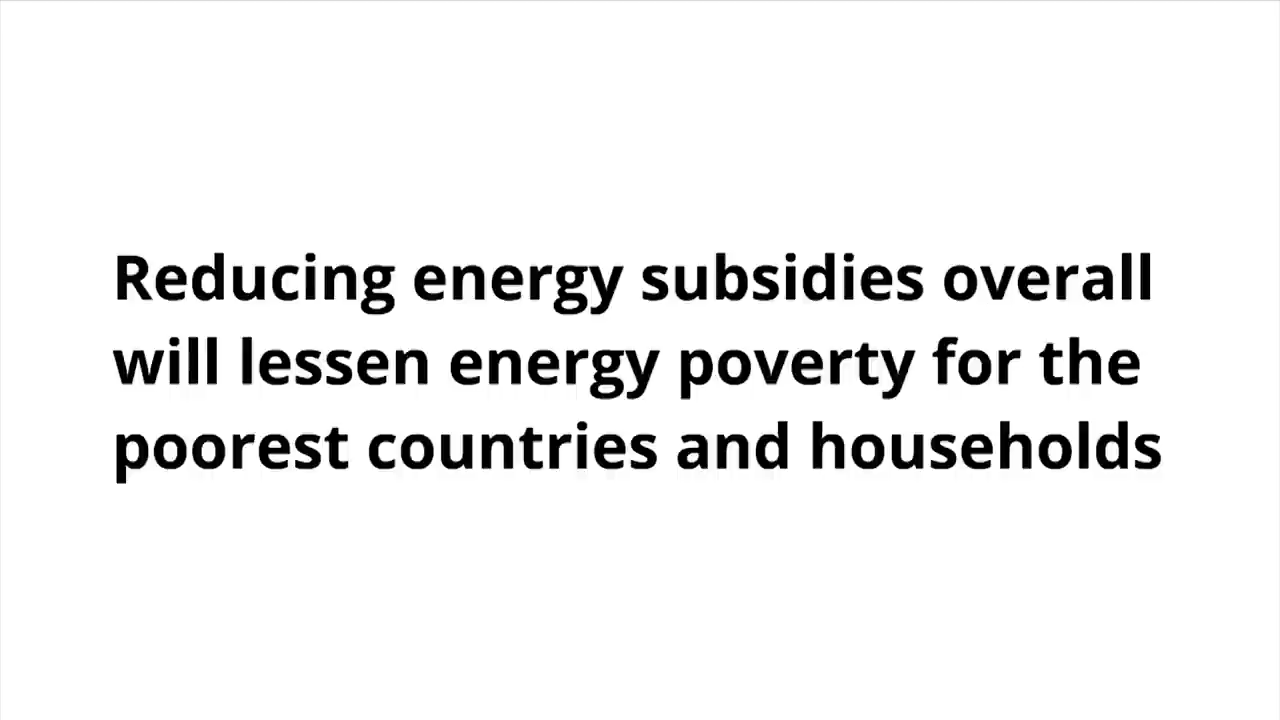 Reducing energy subsidies overall
will lessen energy poverty for the
poorest countries and households